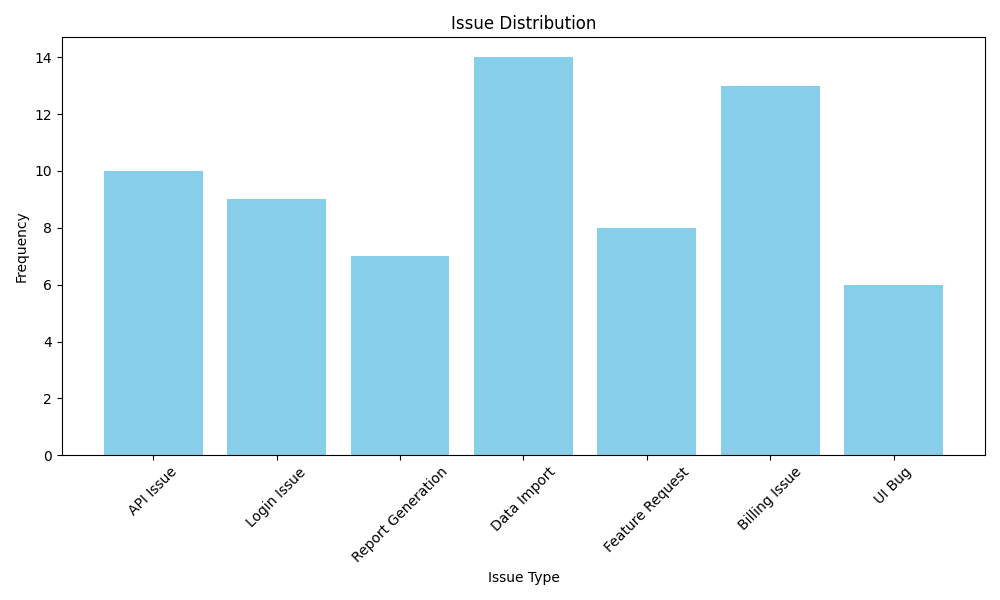 Issue Distribution
Frequency
14
12
10
8
6
4
2
0
API Issue
Login Issue
Report Generation
Data Import
Feature Request
Billing Issue
UI Bug
Issue Type